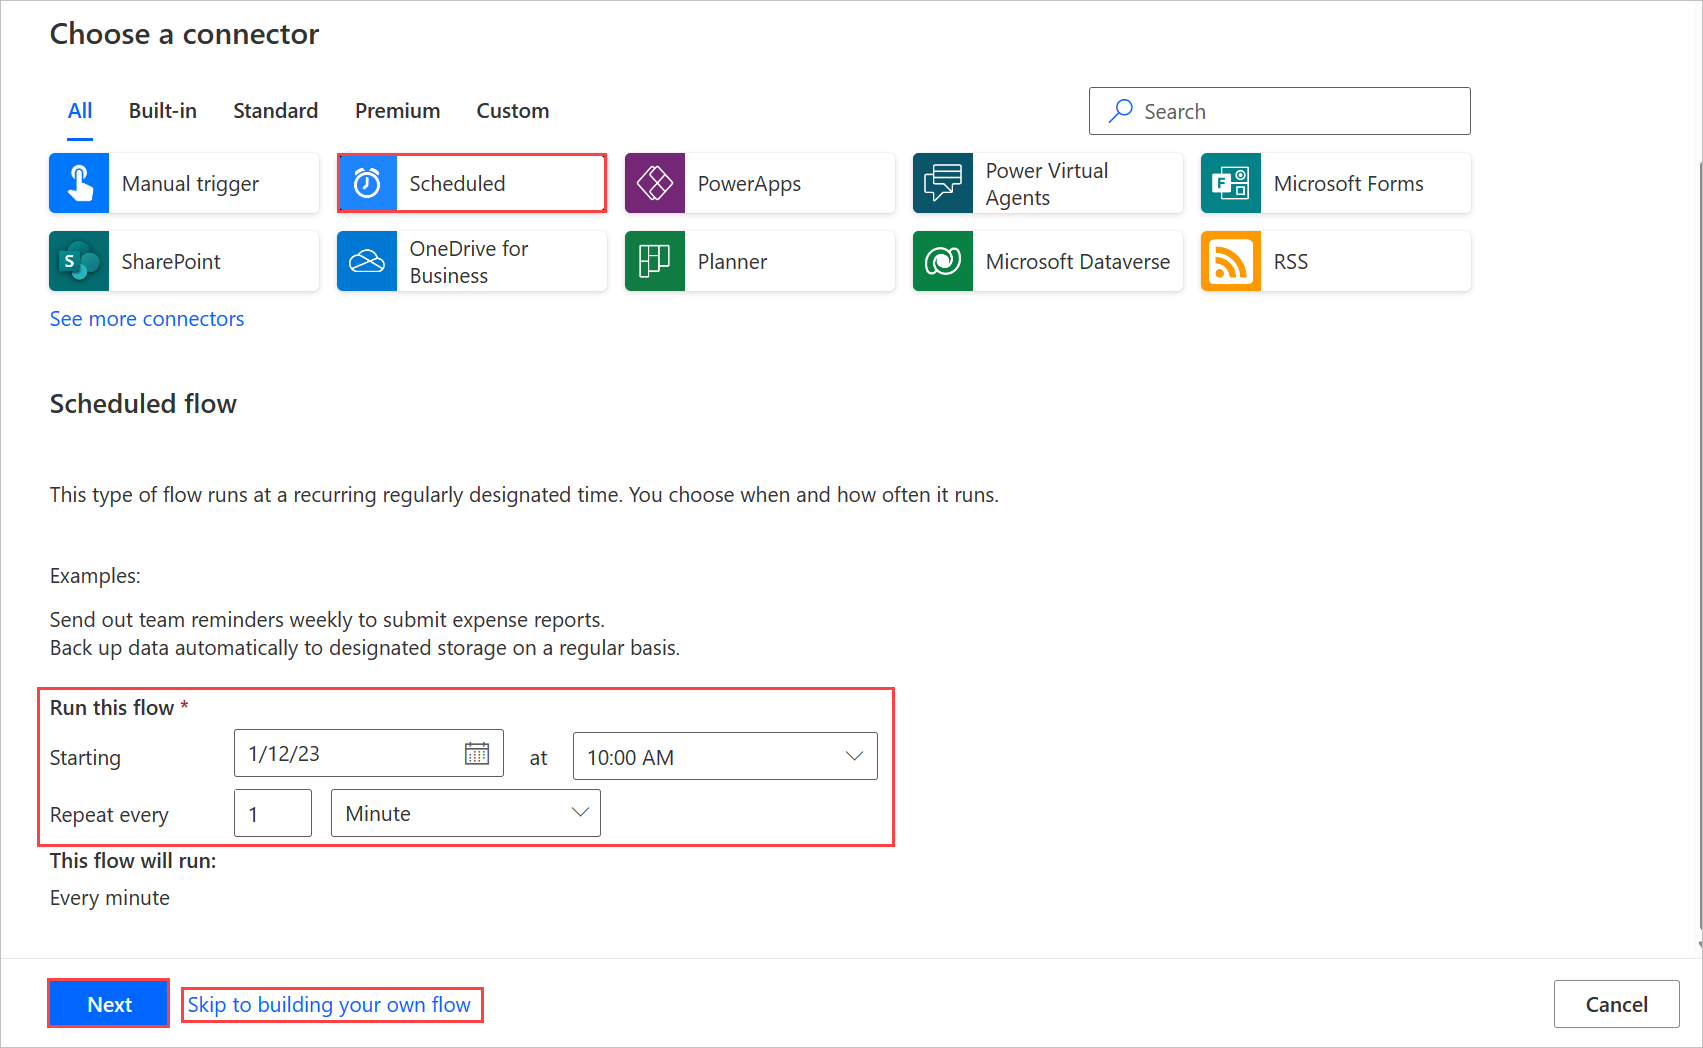 Choose a connector
All Built-in Standard Premium Custom Search
Manual trigger Scheduled PowerApps Power Virtual Agents Microsoft Forms
S SharePoint OneDrive for Business Planner Microsoft Dataverse RSS
See more connectors
Scheduled flow
This type of flow runs at a recurring regularly designated time. You choose when and how often it runs.
Examples:
Send out team reminders weekly to submit expense reports.
Back up data automatically to designated storage on a regular basis.
Run this flow *
Starting 1/12/23 at 10:00 AM
Repeat every 1 Minute
This flow will run:
Every minute
Next Skip to building your own flow Cancel